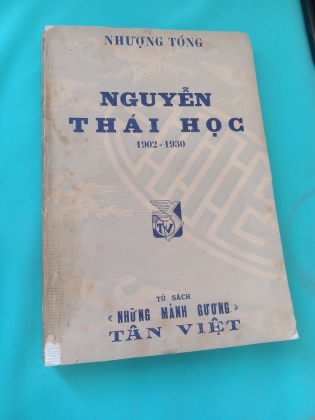 NHƯỢNG TỐNG
NGUYỄN
THÁI HỌC
1902-1930
TV
TỦ SÁCH
« NHỮNG MẢNH GƯƠNG »
TÂN VIỆT